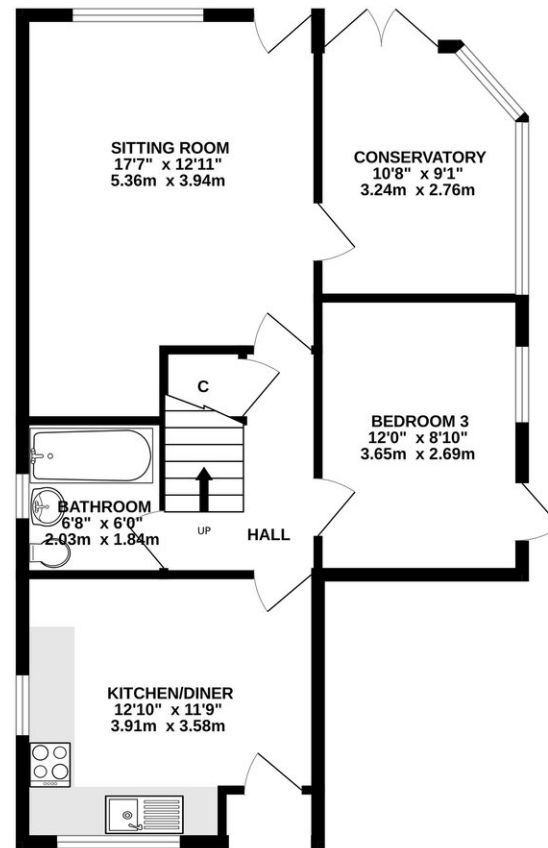 SITTING ROOM
17'7" x 12'11"
5.36m x 3.94m
CONSERVATORY
10'8" x 9'1"
3.24m x 2.76m
C
BEDROOM 3
12'0" x 8'10"
3.65m x 2.69m
BATHROOM
6'8" x 6'0"
2.03m x 1.84m
UP
HALL
KITCHEN/DINER
12'10" x 11'9"
3.91m x 3.58m